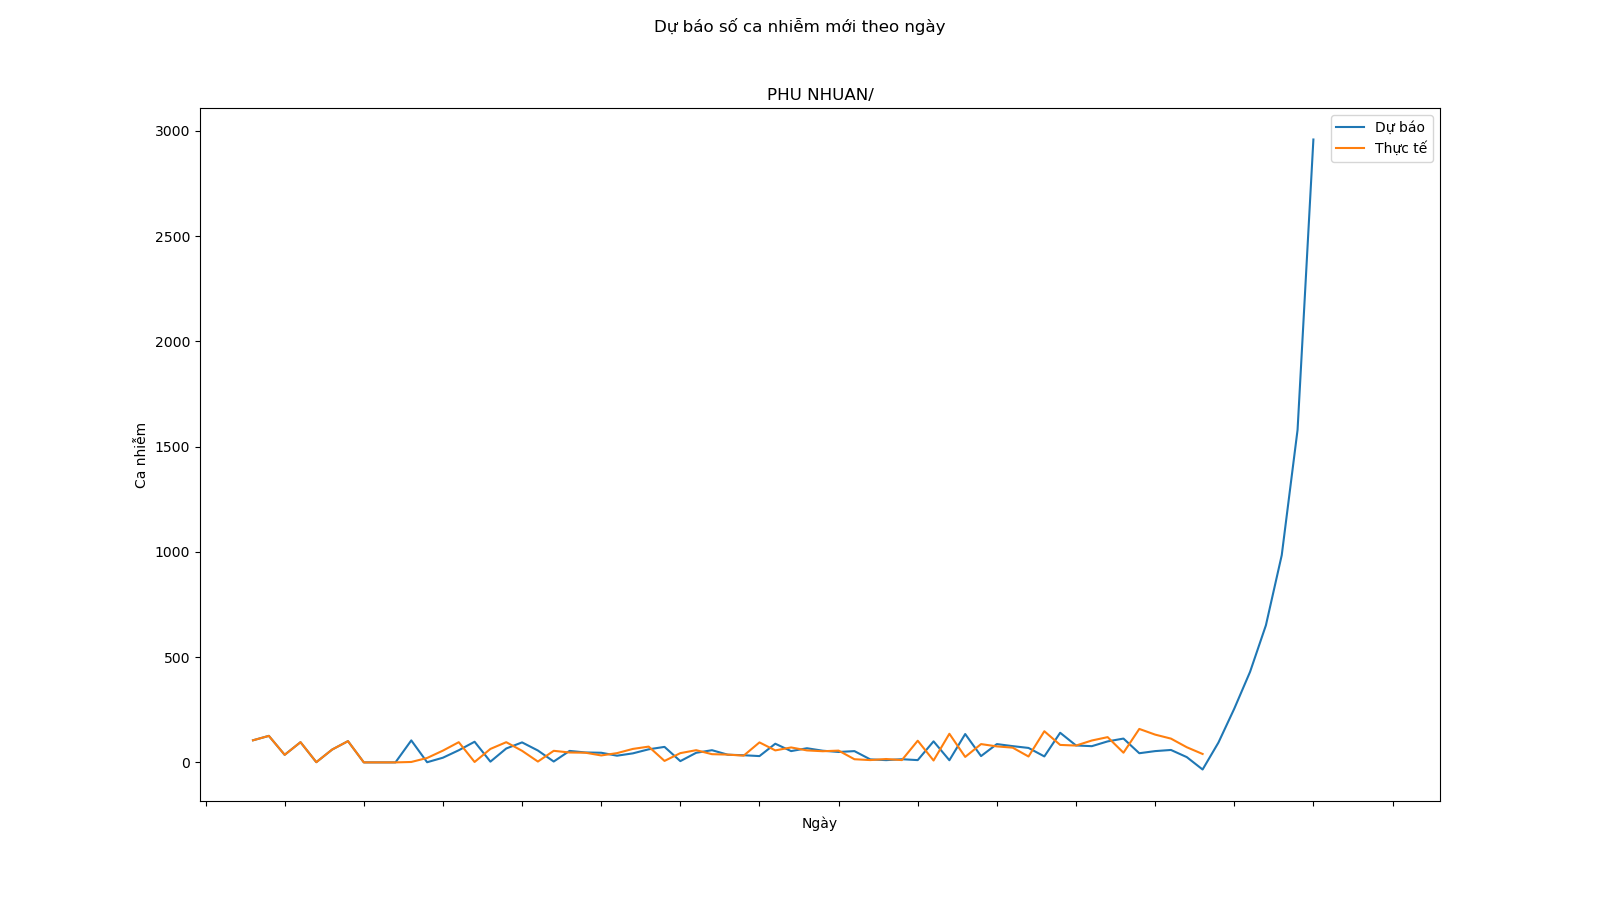 Dự báo số ca nhiễm mới theo ngày
PHU NHUAN/
Dự báo
Thực tế
3000
2500
2000
1500
1000
500
0
Ca nhiễm
Ngày